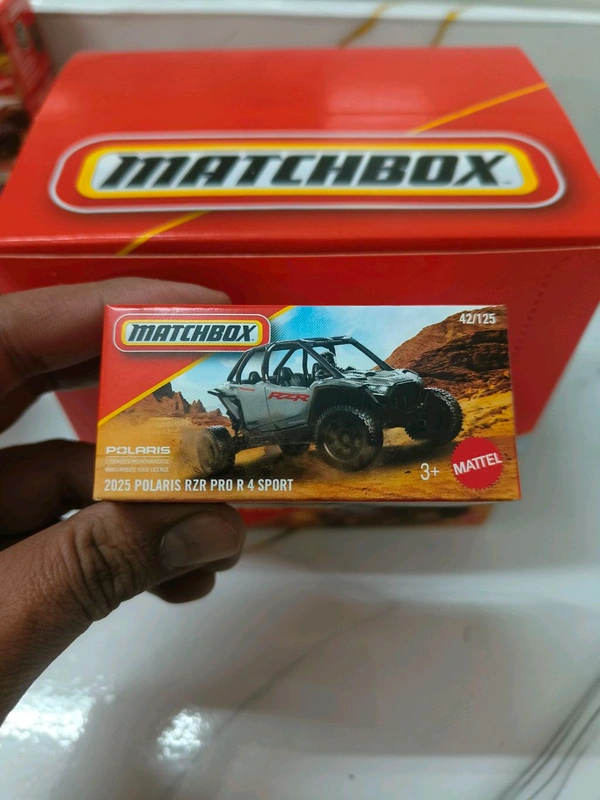 MATCHBOX
MATCHBOX
42/125
RZR
POLARIS
3+
MATTEL
2025 POLARIS RZR PRO R 4 SPORT